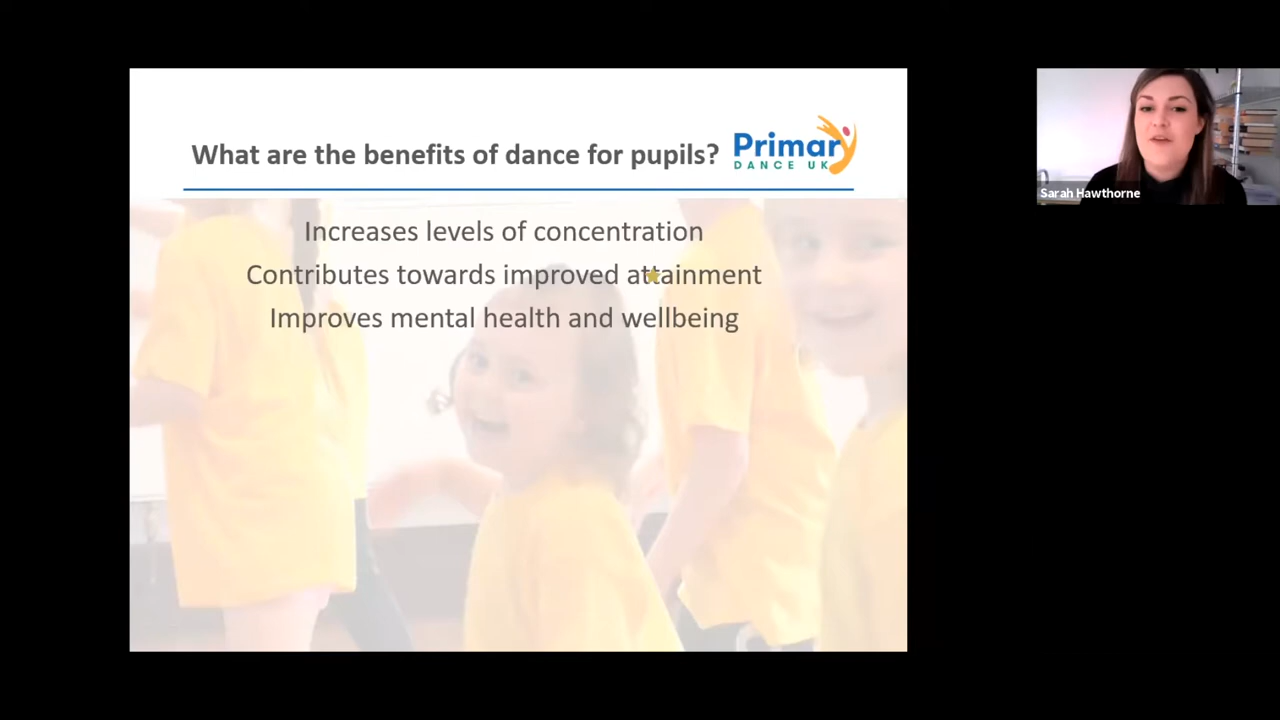 What are the benefits of dance for pupils?
Primary
DANCE UK
Increases levels of concentration
Contributes towards improved attainment
Improves mental health and wellbeing
Sarah Hawthorne